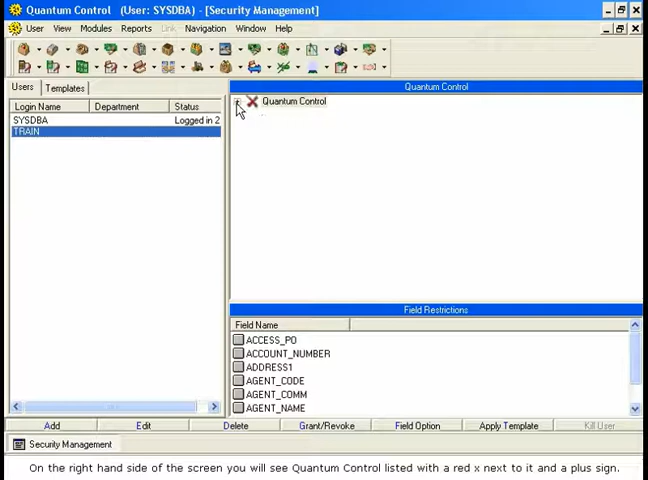 Quantum Control (User: SYSDBA) - [Security Management]
User View Modules Reports Link Navigation Window Help
Users Templates
Quantum Control
Login Name Department Status
SYSDBA Logged in 2
TRAIN
Quantum Control
Field Restrictions
Field Name
ACCESS_PO
ACCOUNT_NUMBER
ADDRESS1
AGENT_CODE
AGENT_COMM
AGENT_NAME
Add Edit Delete Grant/Revoke Field Option Apply Template Kill User
Security Management
On the right hand side of the screen you will see Quantum Control listed with a red x next to it and a plus sign.